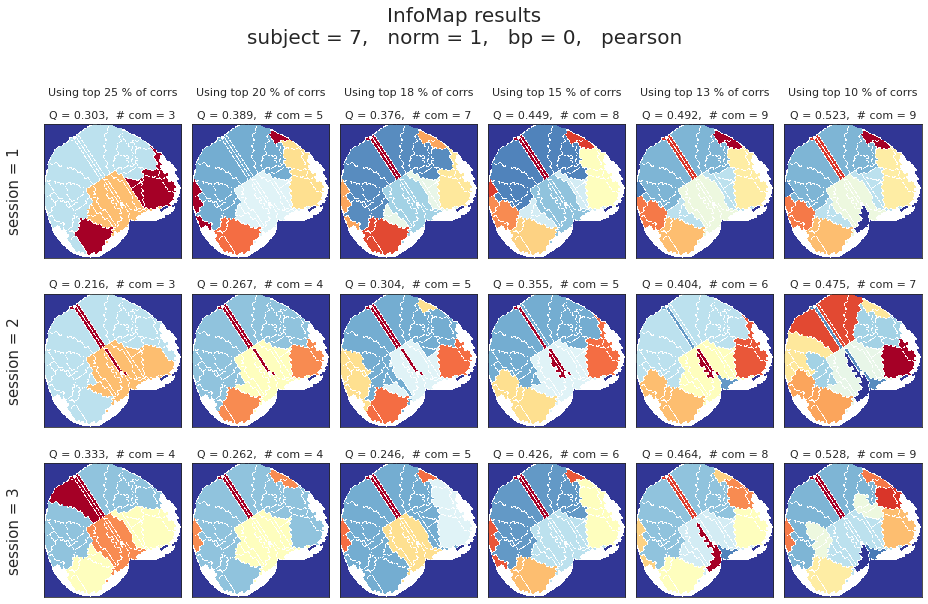 InfoMap results
subject = 7,   norm = 1,   bp = 0,   pearson
Using top 25 % of corrs
Q = 0.303,  # com = 3
Using top 20 % of corrs
Q = 0.389,  # com = 5
Using top 18 % of corrs
Q = 0.376,  # com = 7
Using top 15 % of corrs
Q = 0.449,  # com = 8
Using top 13 % of corrs
Q = 0.492,  # com = 9
Using top 10 % of corrs
Q = 0.523,  # com = 9
session = 1
Q = 0.216,  # com = 3
Q = 0.267,  # com = 4
Q = 0.304,  # com = 5
Q = 0.355,  # com = 5
Q = 0.404,  # com = 6
Q = 0.475,  # com = 7
session = 2
Q = 0.333,  # com = 4
Q = 0.262,  # com = 4
Q = 0.246,  # com = 5
Q = 0.426,  # com = 6
Q = 0.464,  # com = 8
Q = 0.528,  # com = 9
session = 3